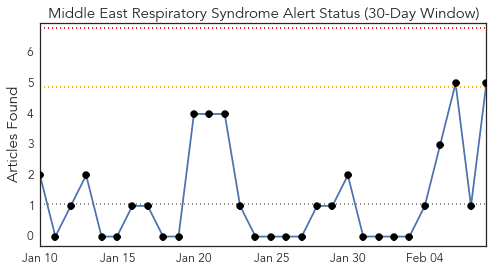 Middle East Respiratory Syndrome Alert Status (30-Day Window)
Articles Found
6
5
4
3
2
1
0
Jan 10 Jan 15 Jan 20 Jan 25 Jan 30 Feb 04